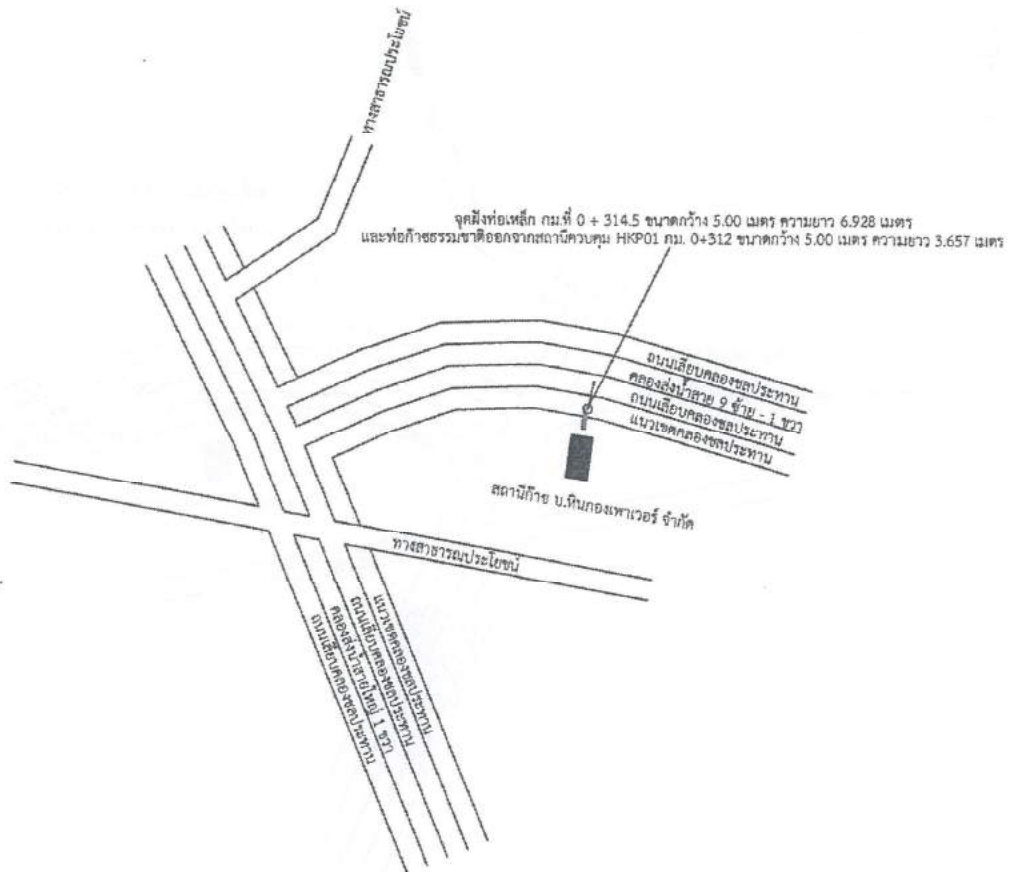 ทางสาธารณประโยชน์
จุดฝังท่อเหล็ก กม.ที่ 0 + 314.5 ขนาดกว้าง 5.00 เมตร ความยาว 6.928 เมตร
และท่อก๊าซธรรมชาติออกจากสถานีควบคุม HKP01 กม. 0+312 ขนาดกว้าง 5.00 เมตร ความยาว 3.657 เมตร
ถนนเลียบคลองชลประทาน
คลองส่งน้ำสาย 9 ซ้าย - 1 ขวา
ถนนเลียบคลองชลประทาน
แนวเขตคลองชลประทาน
สถานีก๊าซ บ.หินกองเพาเวอร์ จำกัด
ทางสาธารณประโยชน์
แนวเขตคลองชลประทาน
ถนนเลียบคลองชลประทาน
คลองส่งน้ำสายใหญ่ 1 ขวา
ถนนเลียบคลองชลประทาน